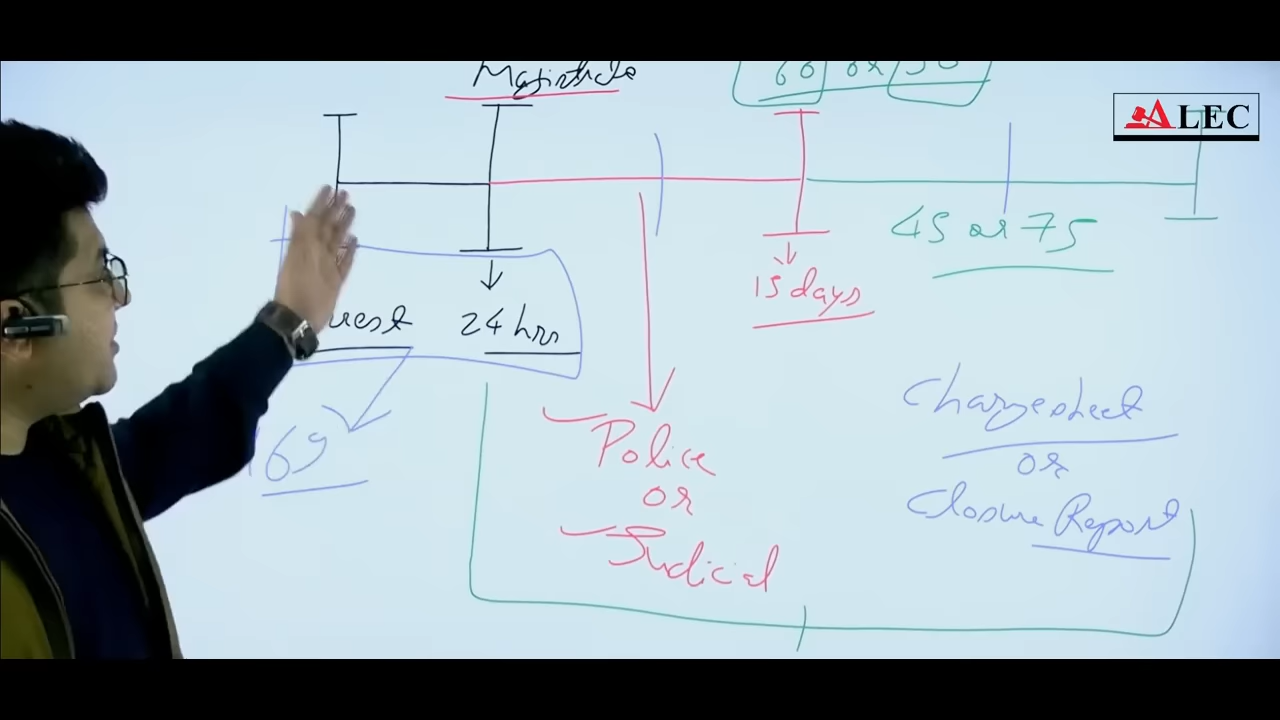 Magistrate
60 or 90
ALEC
45 or 75
15 days
24 hrs
Chargesheet
or
Closure Report
169
Police
or
Judicial